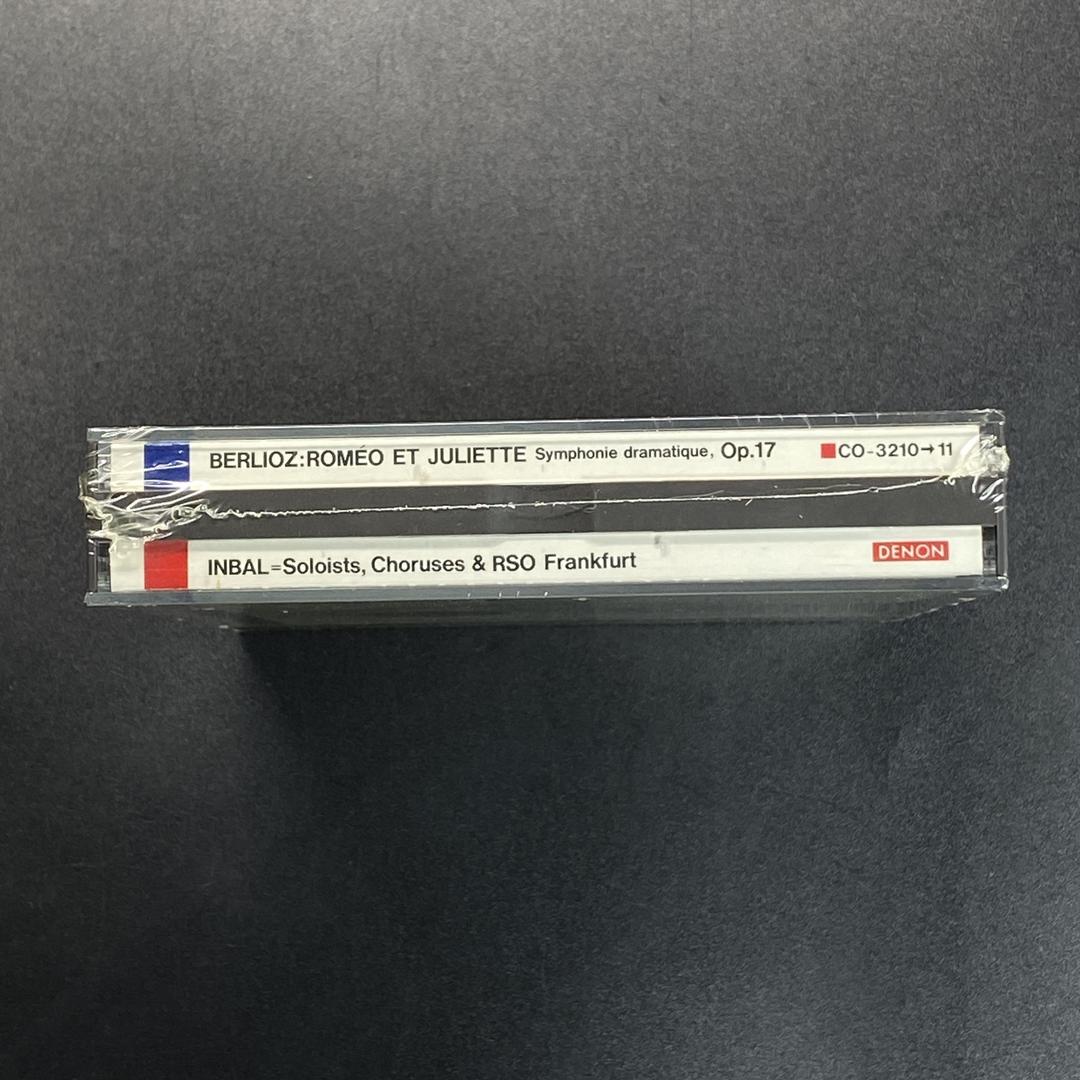 BERLIOZ:ROMÉO ET JULIETTE Symphonie dramatique, Op.17 CO-3210→11
INBAL=Soloists, Choruses & RSO Frankfurt DENON